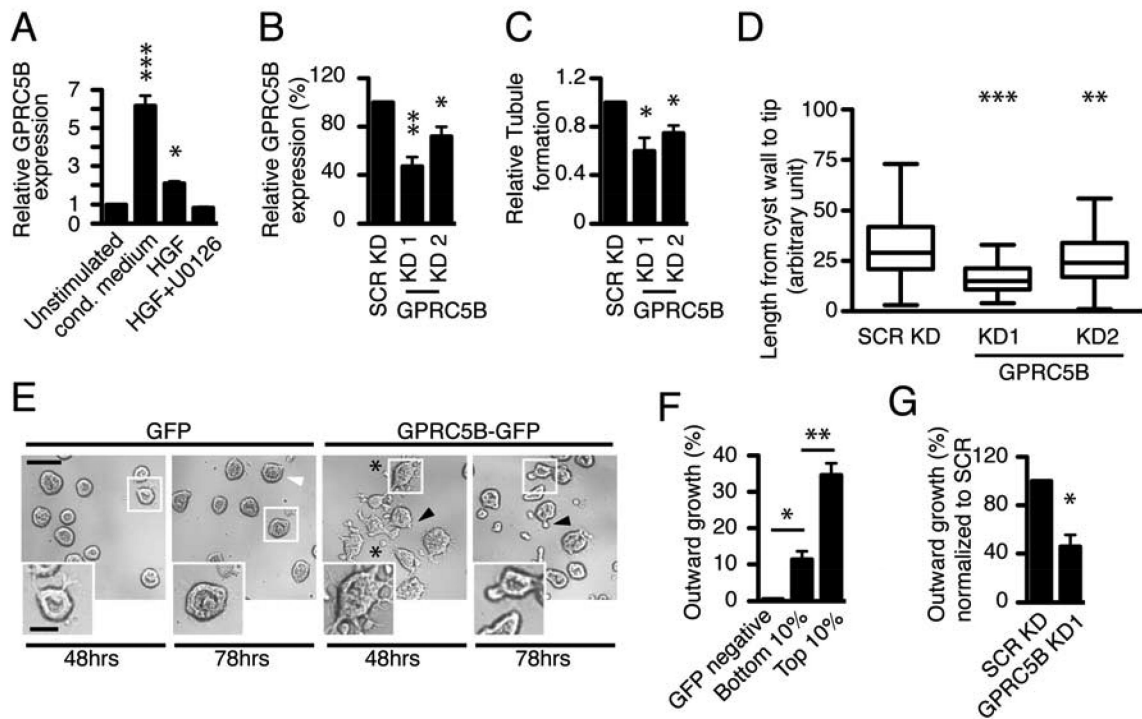 A
Relative GPRC5B
expression
7
5
3
2
1
0
***
*
Unstimulated
cond. medium
HGF
HGF+U0126
B
Relative GPRC5B
expression (%)
120
80
40
0
**
*
SCR KD
KD 1
KD 2
GPRC5B
C
Relative Tubule
formation
1.2
0.8
0.4
0
*
*
SCR KD
KD 1
KD 2
GPRC5B
D
Length from cyst wall to tip
(arbitrary unit)
100
75
50
25
0
***
**
SCR KD
KD1
KD2
GPRC5B
E
GFP
GPRC5B-GFP
*
*
48hrs
78hrs
48hrs
78hrs
F
Outward growth (%)
40
30
20
10
0
*
**
GFP negative
Bottom 10%
Top 10%
G
Outward growth (%)
normalized to SCR
120
80
40
0
*
SCR KD
GPRC5B KD1